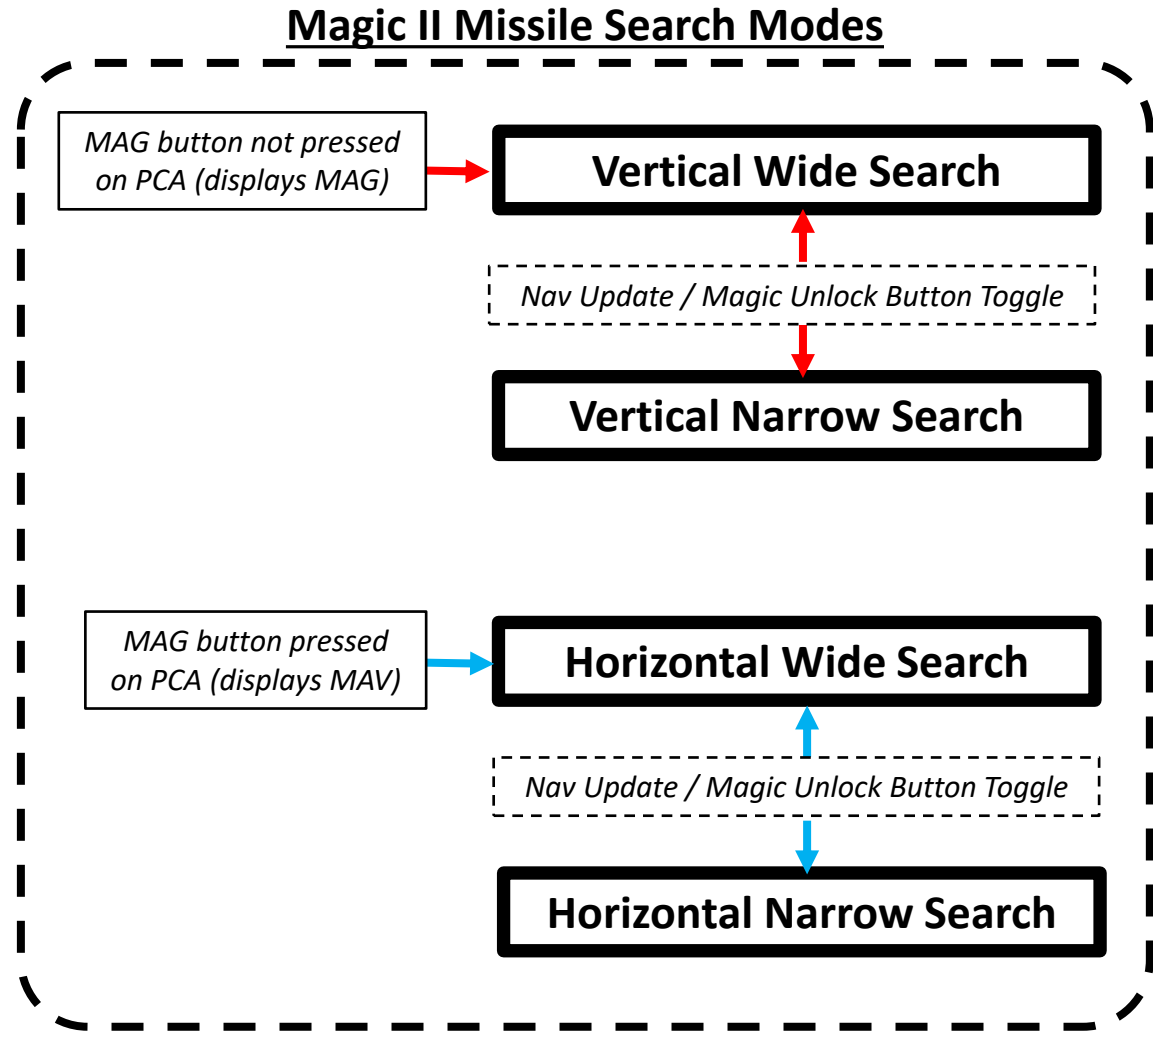 Magic II Missile Search Modes
MAG button not pressed
on PCA (displays MAG)
Vertical Wide Search
Nav Update / Magic Unlock Button Toggle
Vertical Narrow Search
MAG button pressed
on PCA (displays MAV)
Horizontal Wide Search
Nav Update / Magic Unlock Button Toggle
Horizontal Narrow Search